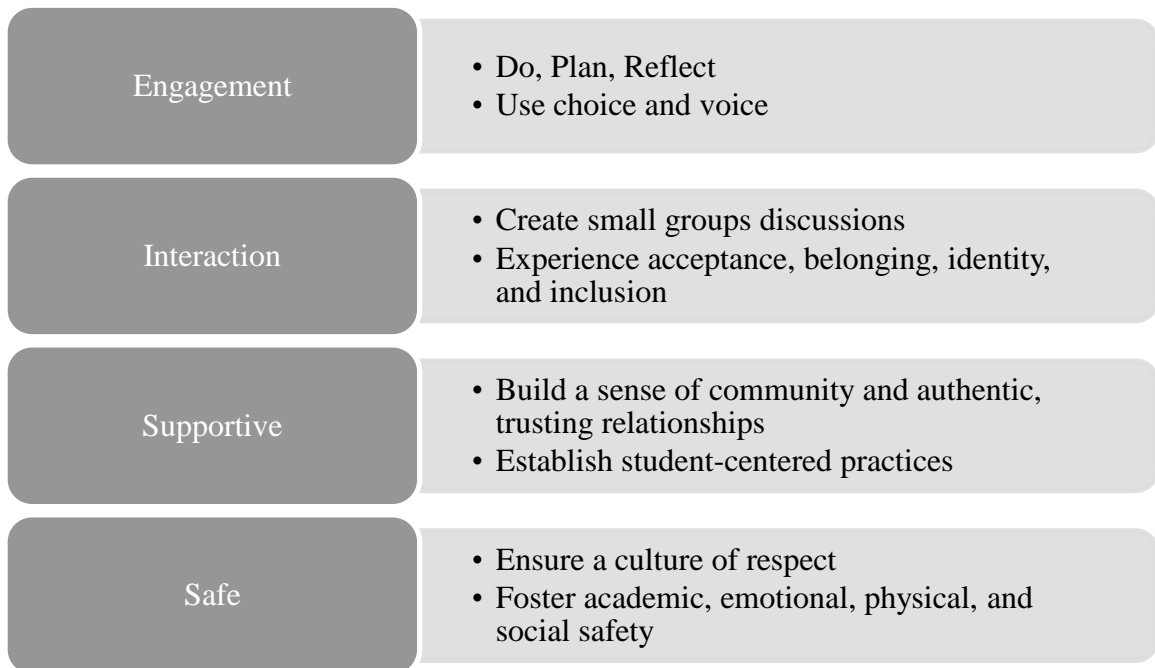 Engagement
• Do, Plan, Reflect
• Use choice and voice
Interaction
• Create small groups discussions
• Experience acceptance, belonging, identity,
and inclusion
Supportive
• Build a sense of community and authentic,
trusting relationships
• Establish student-centered practices
Safe
• Ensure a culture of respect
• Foster academic, emotional, physical, and
social safety